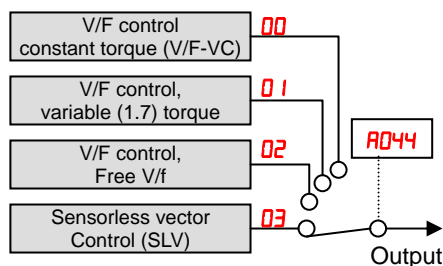 V/F control
constant torque (V/F-VC)
00
V/F control,
variable (1.7) torque
01
A044
V/F control,
Free V/f
02
Sensorless vector
Control (SLV)
03
Output